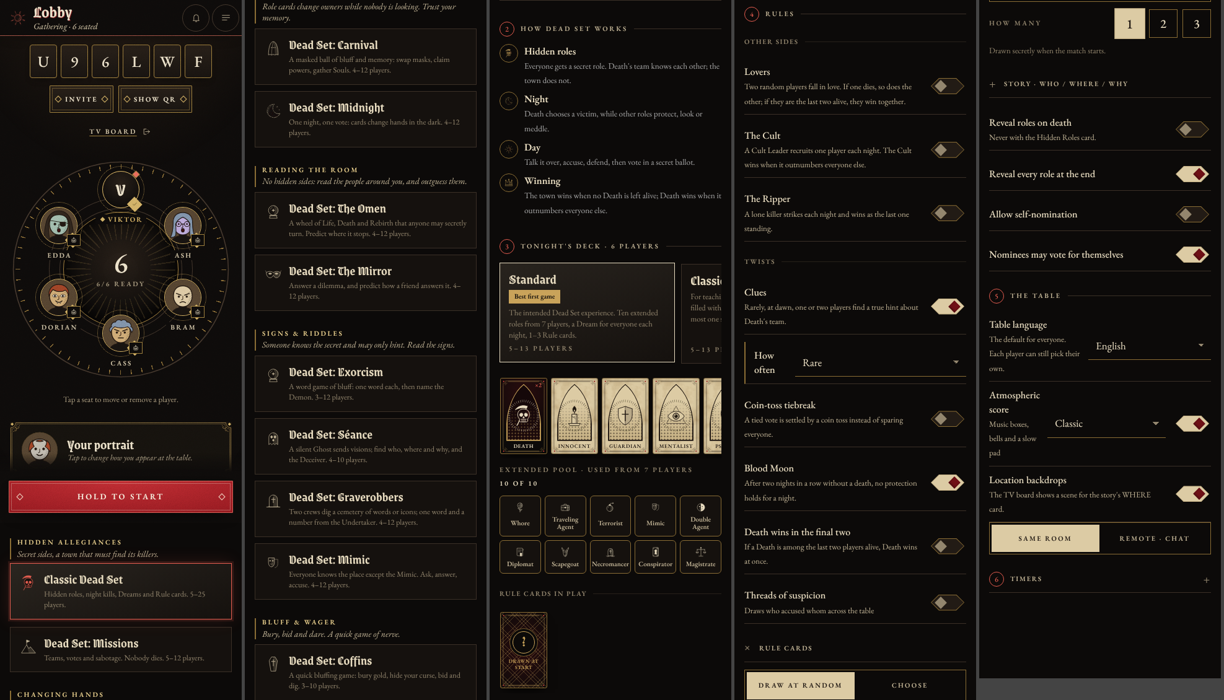 Lobby
Gathering · 6 seated
U 9 6 L W F
INVITE
SHOW QR
TV BOARD
V
VIKTOR
EDDA
ASH
6
6/6 READY
DORIAN
BRAM
CASS
Tap a seat to move or remove a player.
Your portrait
Tap to change how you appear at the table.
HOLD TO START
HIDDEN ALLEGIANCES
Secret sides, a town that must find its killers.
Classic Dead Set
Hidden roles, night kills, Dreams and Rule cards. 5–25
players.
Dead Set: Missions
Teams, votes and sabotage. Nobody dies. 5–12 players.
CHANGING HANDS
Role cards change owners while nobody is looking. Trust your
memory.
Dead Set: Carnival
A masked ball of bluff and memory: swap masks, claim
powers, gather Souls. 4–12 players.
Dead Set: Midnight
One night, one vote: cards change hands in the dark. 4–12
players.
READING THE ROOM
No hidden sides: read the people around you, and outguess them.
Dead Set: The Omen
A wheel of Life, Death and Rebirth that anyone may secretly
turn. Predict where it stops. 4–12 players.
Dead Set: The Mirror
Answer a dilemma, and predict how a friend answers it. 4–
12 players.
SIGNS & RIDDLES
Someone knows the secret and may only hint. Read the signs.
Dead Set: Exorcism
A word game of bluff: one word each, then name the
Demon. 3–12 players.
Dead Set: Séance
A silent Ghost sends visions; find who, where and why, and
the Deceiver. 4–10 players.
Dead Set: Graverobbers
Two crews dig a cemetery of words or icons; one word and a
number from the Undertaker. 4–12 players.
Dead Set: Mimic
Everyone knows the place except the Mimic. Ask, answer,
accuse. 4–12 players.
BLUFF & WAGER
Bury, bid and dare. A quick game of nerve.
Dead Set: Coffins
A quick bluffing game: bury gold, hide your curse, bid and
dig. 3–10 players.
2 HOW DEAD SET WORKS
Hidden roles
Everyone gets a secret role. Death's team knows each other; the
town does not.
Night
Death chooses a victim, while other roles protect, look or
meddle.
Day
Talk it over, accuse, defend, then vote in a secret ballot.
Winning
The town wins when no Death is left alive; Death wins when it
outnumbers everyone else.
3 TONIGHT'S DECK · 6 PLAYERS
Standard
Best first game
The intended Dead Set experience. Ten extended
roles from 7 players, a Dream for everyone each
night, 1–3 Rule cards.
5–13 PLAYERS
Classic
For teachi
filled with
most one s
5–13 P
×2
DEATH
INNOCENT
GUARDIAN
MENTALIST
EXTENDED POOL · USED FROM 7 PLAYERS
10 OF 10
Whore
Traveling
Agent
Terrorist
Mimic
Double
Agent
Diplomat
Scapegoat
Necromancer
Conspirator
Magistrate
RULE CARDS IN PLAY
?
DRAWN AT
START
4 RULES
OTHER SIDES
Lovers
Two random players fall in love. If one dies, so does the
other; if they are the last two alive, they win together.
The Cult
A Cult Leader recruits one player each night. The Cult
wins when it outnumbers everyone else.
The Ripper
A lone killer strikes each night and wins as the last one
standing.
TWISTS
Clues
Rarely, at dawn, one or two players find a true hint about
Death's team.
How
often
Rare
Coin-toss tiebreak
A tied vote is settled by a coin toss instead of sparing
everyone.
Blood Moon
After two nights in a row without a death, no protection
holds for a night.
Death wins in the final two
If a Death is among the last two players alive, Death wins
at once.
Threads of suspicion
Draws who accused whom across the table
× RULE CARDS
DRAW AT RANDOM
CHOOSE
HOW MANY
1 2 3
Drawn secretly when the match starts.
+ STORY · WHO / WHERE / WHY
Reveal roles on death
Never with the Hidden Roles card.
Reveal every role at the end
Allow self-nomination
Nominees may vote for themselves
5 THE TABLE
Table language
The default for everyone.
Each player can still pick their
own.
English
Atmospheric
score
Music boxes,
bells and a slow
pad
Classic
Location backdrops
The TV board shows a scene for the story's WHERE
card.
SAME ROOM
REMOTE · CHAT
6 TIMERS +